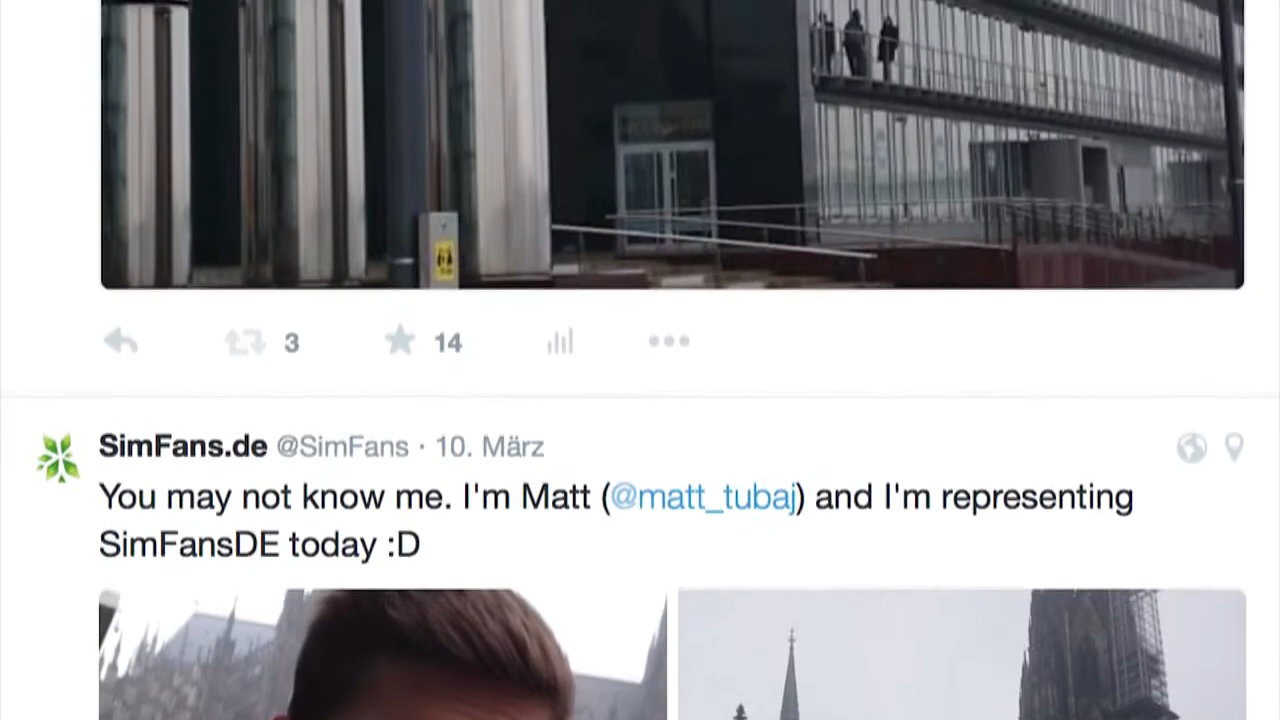 3 14
SimFans.de @SimFans · 10. März
You may not know me. I'm Matt (@matt_tubaj) and I'm representing
SimFansDE today :D